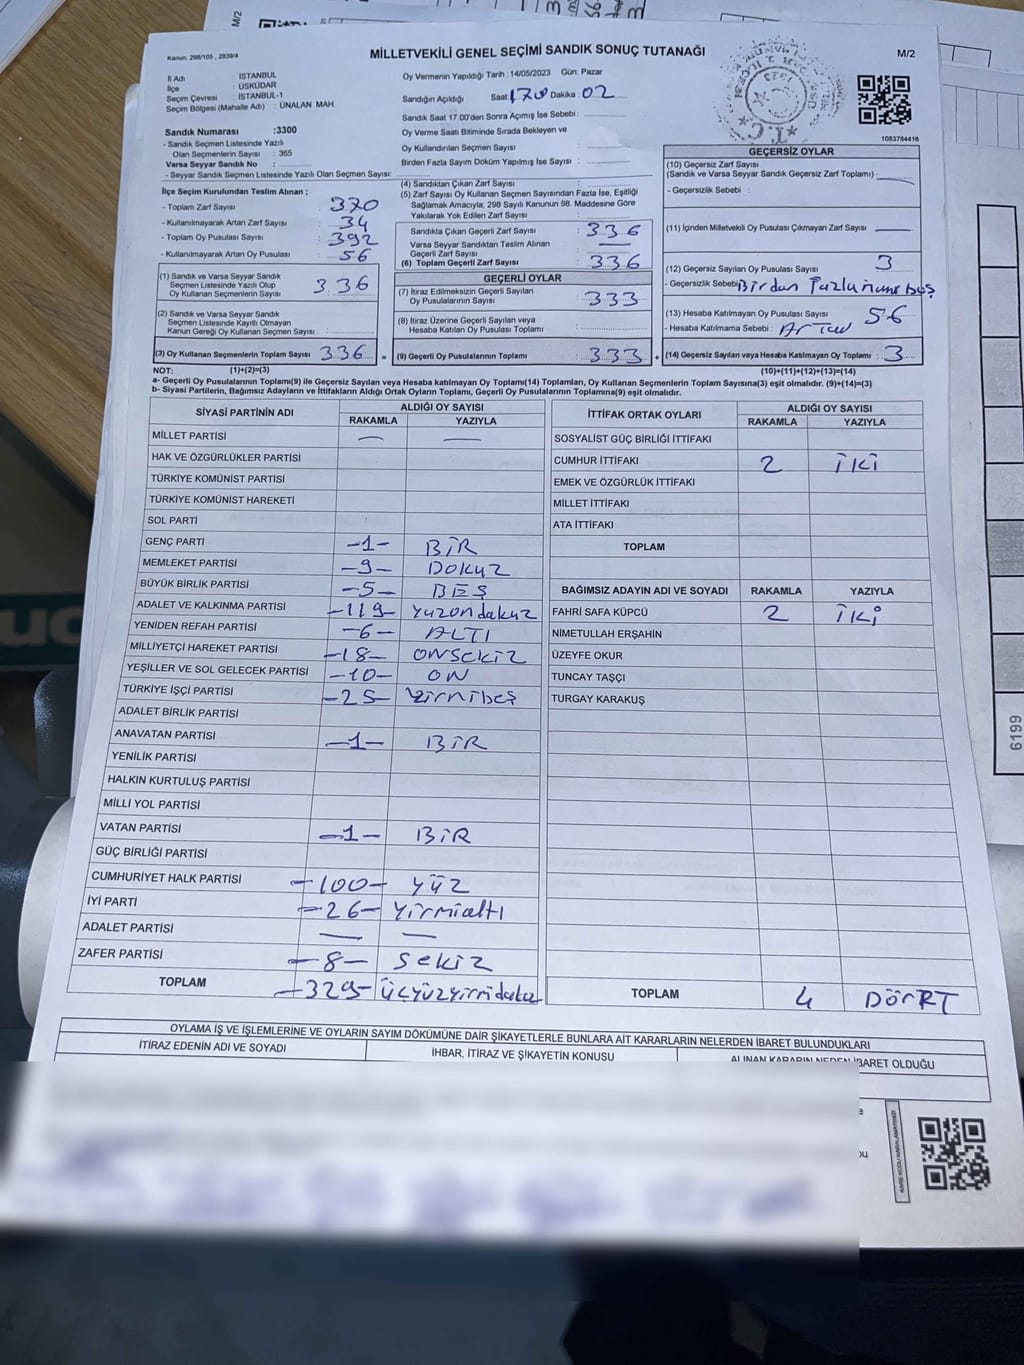 M/2
Kanun, 298/105 , 2839/4
MİLLETVEKİLİ GENEL SEÇİMİ SANDIK SONUÇ TUTANAĞI
M/2
İl Adı : İSTANBUL
İlçe : ÜSKÜDAR
Seçim Çevresi : İSTANBUL-1
Seçim Bölgesi (Mahalle Adı) : ÜNALAN MAH.
Sandık Numarası :3300
- Sandık Seçmen Listesinde Yazılı
Olan Seçmenlerin Sayısı : 365
Varsa Seyyar Sandık No :
- Seyyar Sandık Seçmen Listesinde Yazılı Olan Seçmen Sayısı:
Oy Vermenin Yapıldığı Tarih : 14/05/2023 Gün: Pazar
Sandığın Açıldığı Saat: Dakika : 02
Sandık Saat 17.00'den Sonra Açılmış İse Sebebi :
Oy Verme Saati Bitiminde Sırada Bekleyen ve
Oy Kullandırılan Seçmen Sayısı :
Birden Fazla Sayım Döküm Yapılmış İse Sayısı :
1083784416
İlçe Seçim Kurulundan Teslim Alınan ;
- Toplam Zarf Sayısı : 370
- Kullanılmayarak Artan Zarf Sayısı : 34
- Toplam Oy Pusulası Sayısı : 392
- Kullanılmayarak Artan Oy Pusulası : 56
(1) Sandık ve Varsa Seyyar Sandık
Seçmen Listesinde Yazılı Olup
Oy Kullanan Seçmenlerin Sayısı : 336
(2) Sandık ve Varsa Seyyar Sandık
Seçmen Listesinde Kayıtlı Olmayan
Kanun Gereği Oy Kullanan Seçmen Sayısı :
(3) Oy Kullanan Seçmenlerin Toplam Sayısı : 336 =
(4) Sandıktan Çıkan Zarf Sayısı :
(5) Zarf Sayısı Oy Kullanan Seçmen Sayısından Fazla İse, Eşitliği
Sağlamak Amacıyla; 298 Sayılı Kanunun 98. Maddesine Göre
Yakılarak Yok Edilen Zarf Sayısı :
Sandıkta Çıkan Geçerli Zarf Sayısı : 336
Varsa Seyyar Sandıktan Teslim Alınan
Geçerli Zarf Sayısı : —
(6) Toplam Geçerli Zarf Sayısı : 336
GEÇERLİ OYLAR
(7) İtiraz Edilmeksizin Geçerli Sayılan
Oy Pusulalarının Sayısı : 333
(8) İtiraz Üzerine Geçerli Sayılan veya
Hesaba Katılan Oy Pusulası Toplamı :
(9) Geçerli Oy Pusulalarının Toplamı : 333 +
GEÇERSİZ OYLAR
(10) Geçersiz Zarf Sayısı
(Sandık ve Varsa Seyyar Sandık Geçersiz Zarf Toplamı) : —
- Geçersizlik Sebebi :
(11) İçinden Milletvekili Oy Pusulası Çıkmayan Zarf Sayısı : —
(12) Geçersiz Sayılan Oy Pusulası Sayısı : 3
- Geçersizlik Sebebi: Birden Fazla
(13) Hesaba Katılmayan Oy Pusulası Sayısı : 56
- Hesaba Katılmama Sebebi :
(14) Geçersiz Sayılan veya Hesaba Katılmayan Oy Toplamı : 3
NOT: (1)+(2)=(3)
(10)+(11)+(12)+(13)=(14)
a- Geçerli Oy Pusulalarının Toplamı(9) ile Geçersiz Sayılan veya Hesaba katılmayan Oy Toplamı(14) Toplamları, Oy Kullanan Seçmenlerin Toplam Sayısına(3) eşit olmalıdır. (9)+(14)=(3)
b- Siyasi Partilerin, Bağımsız Adayların ve İttifakların Aldığı Oyların Toplamı, Geçerli Oy Pusulalarının Toplamına(9) eşit olmalıdır.
SİYASİ PARTİNİN ADI ALDIĞI OY SAYISI
RAKAMLA YAZIYLA
MİLLET PARTİSİ — —
HAK VE ÖZGÜRLÜKLER PARTİSİ
TÜRKİYE KOMÜNİST PARTİSİ
TÜRKİYE KOMÜNİST HAREKETİ
SOL PARTİ
GENÇ PARTİ -1- BİR
MEMLEKET PARTİSİ -9- DOKUZ
BÜYÜK BİRLİK PARTİSİ -5- BEŞ
ADALET VE KALKINMA PARTİSİ -119- Yüzondokuz
YENİDEN REFAH PARTİSİ -6- ALTI
MİLLİYETÇİ HAREKET PARTİSİ -18- ONSEKİZ
YEŞİLLER VE SOL GELECEK PARTİSİ -10- ON
TÜRKİYE İŞÇİ PARTİSİ -25- Yirmibeş
ADALET BİRLİK PARTİSİ
ANAVATAN PARTİSİ -1- BİR
YENİLİK PARTİSİ
HALKIN KURTULUŞ PARTİSİ
MİLLİ YOL PARTİSİ
VATAN PARTİSİ -1- BİR
GÜÇ BİRLİĞİ PARTİSİ
CUMHURİYET HALK PARTİSİ -100- YÜZ
İYİ PARTİ -26- Yirmialtı
ADALET PARTİSİ — —
ZAFER PARTİSİ -8- Sekiz
TOPLAM -329- Üçyüzyirmidokuz
İTTİFAK ORTAK OYLARI ALDIĞI OY SAYISI
RAKAMLA YAZIYLA
SOSYALİST GÜÇ BİRLİĞİ İTTİFAKI
CUMHUR İTTİFAKI 2 İKİ
EMEK VE ÖZGÜRLÜK İTTİFAKI
MİLLET İTTİFAKI
ATA İTTİFAKI
TOPLAM
BAĞIMSIZ ADAYIN ADI VE SOYADI RAKAMLA YAZIYLA
FAHRİ SAFA KÜPCÜ 2 İKİ
NİMETULLAH ERŞAHİN
ÜZEYFE OKUR
TUNCAY TAŞÇI
TURGAY KARAKUŞ
TOPLAM 4 DÖRRT
OYLAMA İŞ VE İŞLEMLERİNE VE OYLARIN SAYIM DÖKÜMÜNE DAİR ŞİKAYETLERLE BUNLARA AİT KARARLARIN NELERDEN İBARET BULUNDUKLARI
İTİRAZ EDENİN ADI VE SOYADI İHBAR, İTİRAZ VE ŞİKAYETİN KONUSU ALINAN KARARIN NEDEN İBARET OLDUĞU
6199